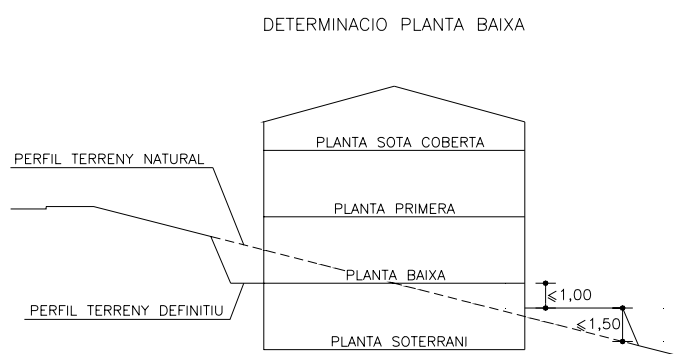 DETERMINACIO PLANTA BAIXA
PLANTA SOTA COBERTA
PERFIL TERRENY NATURAL
PLANTA PRIMERA
PLANTA BAIXA
≤1,00
PERFIL TERRENY DEFINITIU
≤1,50
PLANTA SOTERRANI